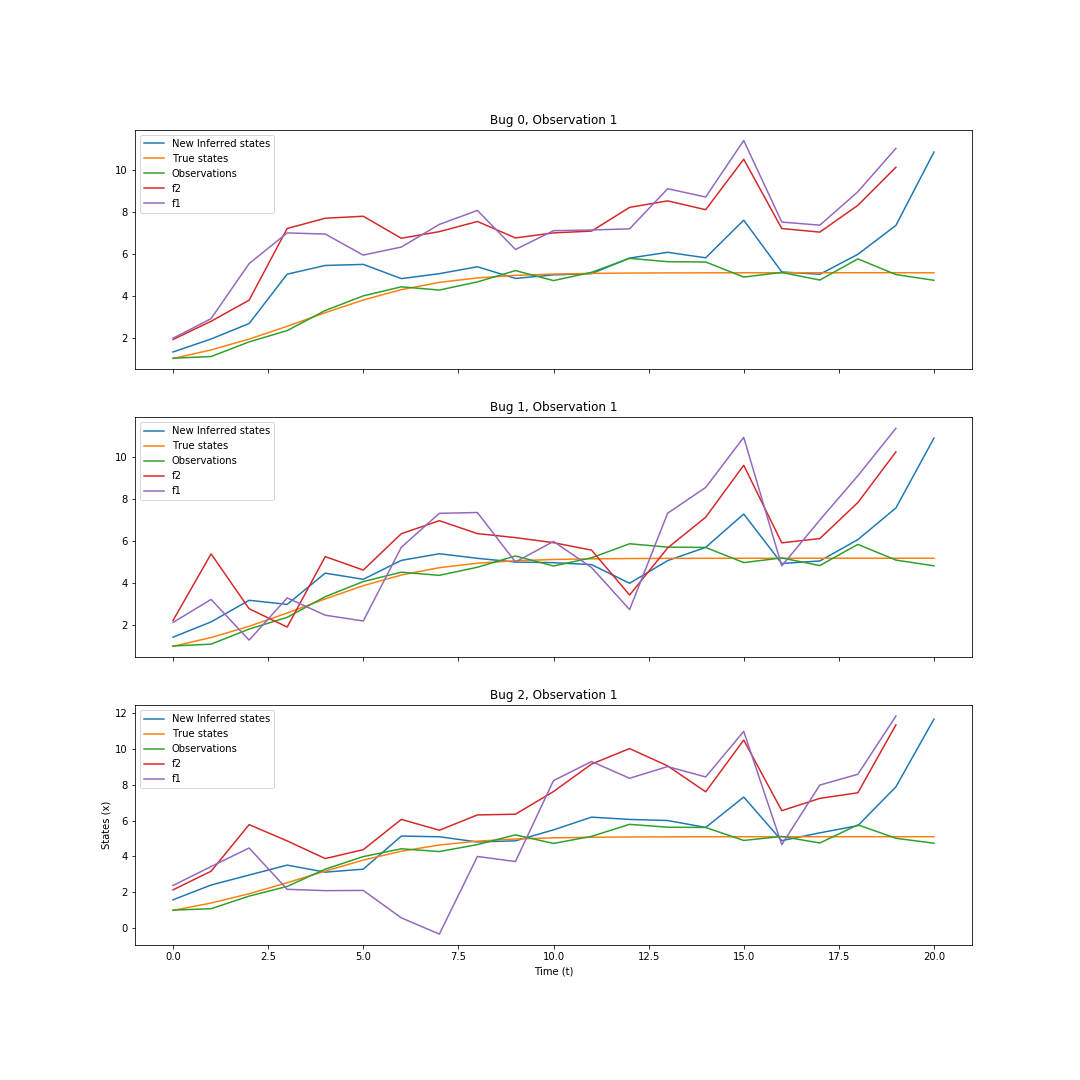 Bug 0, Observation 1
New Inferred states
True states
Observations
f2
f1
10
8
6
4
2
Bug 1, Observation 1
New Inferred states
True states
Observations
f2
f1
10
8
6
4
2
Bug 2, Observation 1
New Inferred states
True states
Observations
f2
f1
12
10
8
6
4
2
0
States (x)
0.0 2.5 5.0 7.5 10.0 12.5 15.0 17.5 20.0
Time (t)